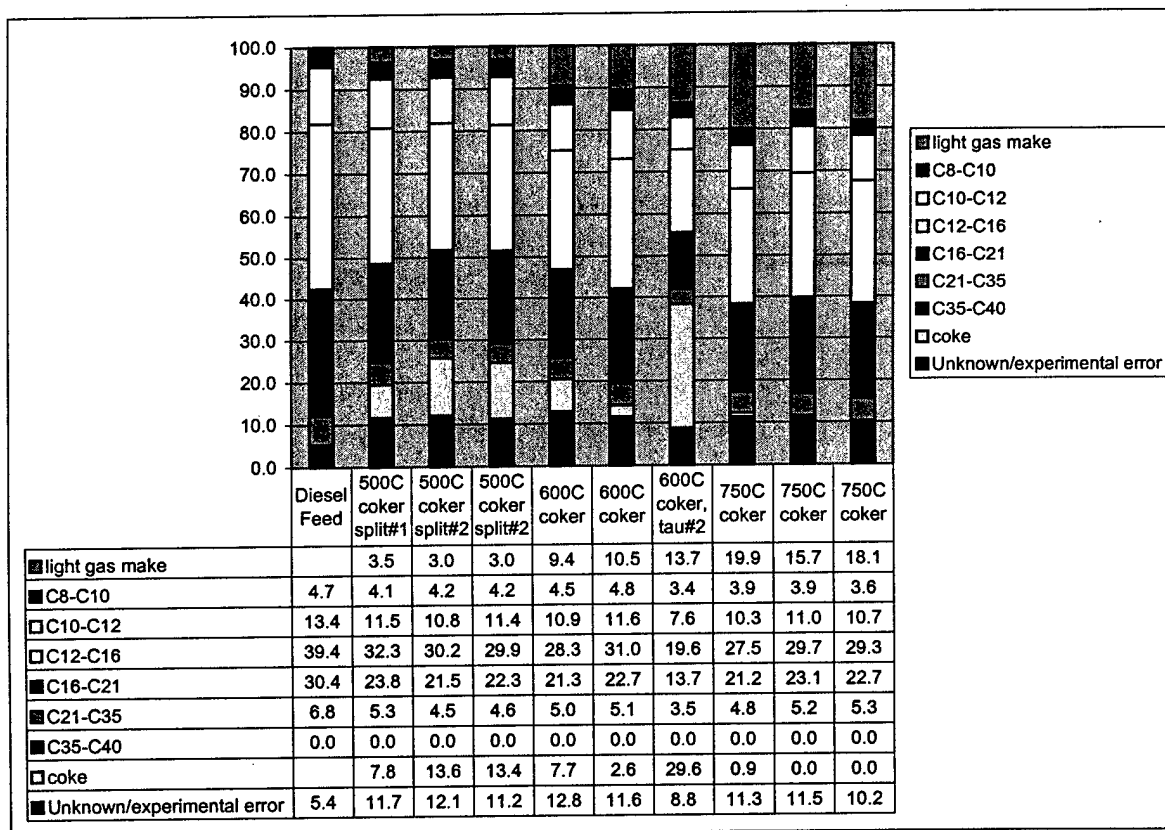 100.0
90.0
80.0
70.0
60.0
50.0
40.0
30.0
20.0
10.0
0.0
light gas make
C8-C10
C10-C12
C12-C16
C16-C21
C21-C35
C35-C40
coke
Unknown/experimental error
Diesel Feed 500C coker split#1 500C coker split#2 500C coker split#2 600C coker 600C coker 600C coker, tau#2 750C coker 750C coker 750C coker
light gas make 3.5 3.0 3.0 9.4 10.5 13.7 19.9 15.7 18.1
C8-C10 4.7 4.1 4.2 4.2 4.5 4.8 3.4 3.9 3.9 3.6
C10-C12 13.4 11.5 10.8 11.4 10.9 11.6 7.6 10.3 11.0 10.7
C12-C16 39.4 32.3 30.2 29.9 28.3 31.0 19.6 27.5 29.7 29.3
C16-C21 30.4 23.8 21.5 22.3 21.3 22.7 13.7 21.2 23.1 22.7
C21-C35 6.8 5.3 4.5 4.6 5.0 5.1 3.5 4.8 5.2 5.3
C35-C40 0.0 0.0 0.0 0.0 0.0 0.0 0.0 0.0 0.0 0.0
coke 7.8 13.6 13.4 7.7 2.6 29.6 0.9 0.0 0.0
Unknown/experimental error 5.4 11.7 12.1 11.2 12.8 11.6 8.8 11.3 11.5 10.2